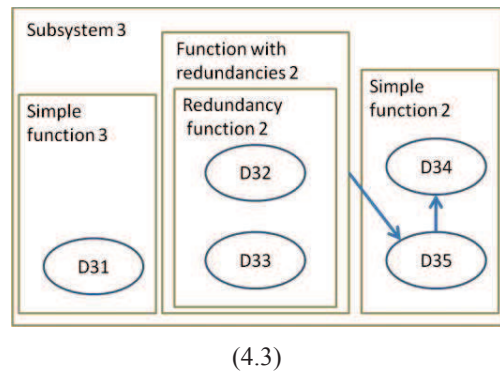 Subsystem 3
Function with
redundancies 2
Simple
function 3
Redundancy
function 2
Simple
function 2
D32
D34
D31
D33
D35
(4.3)